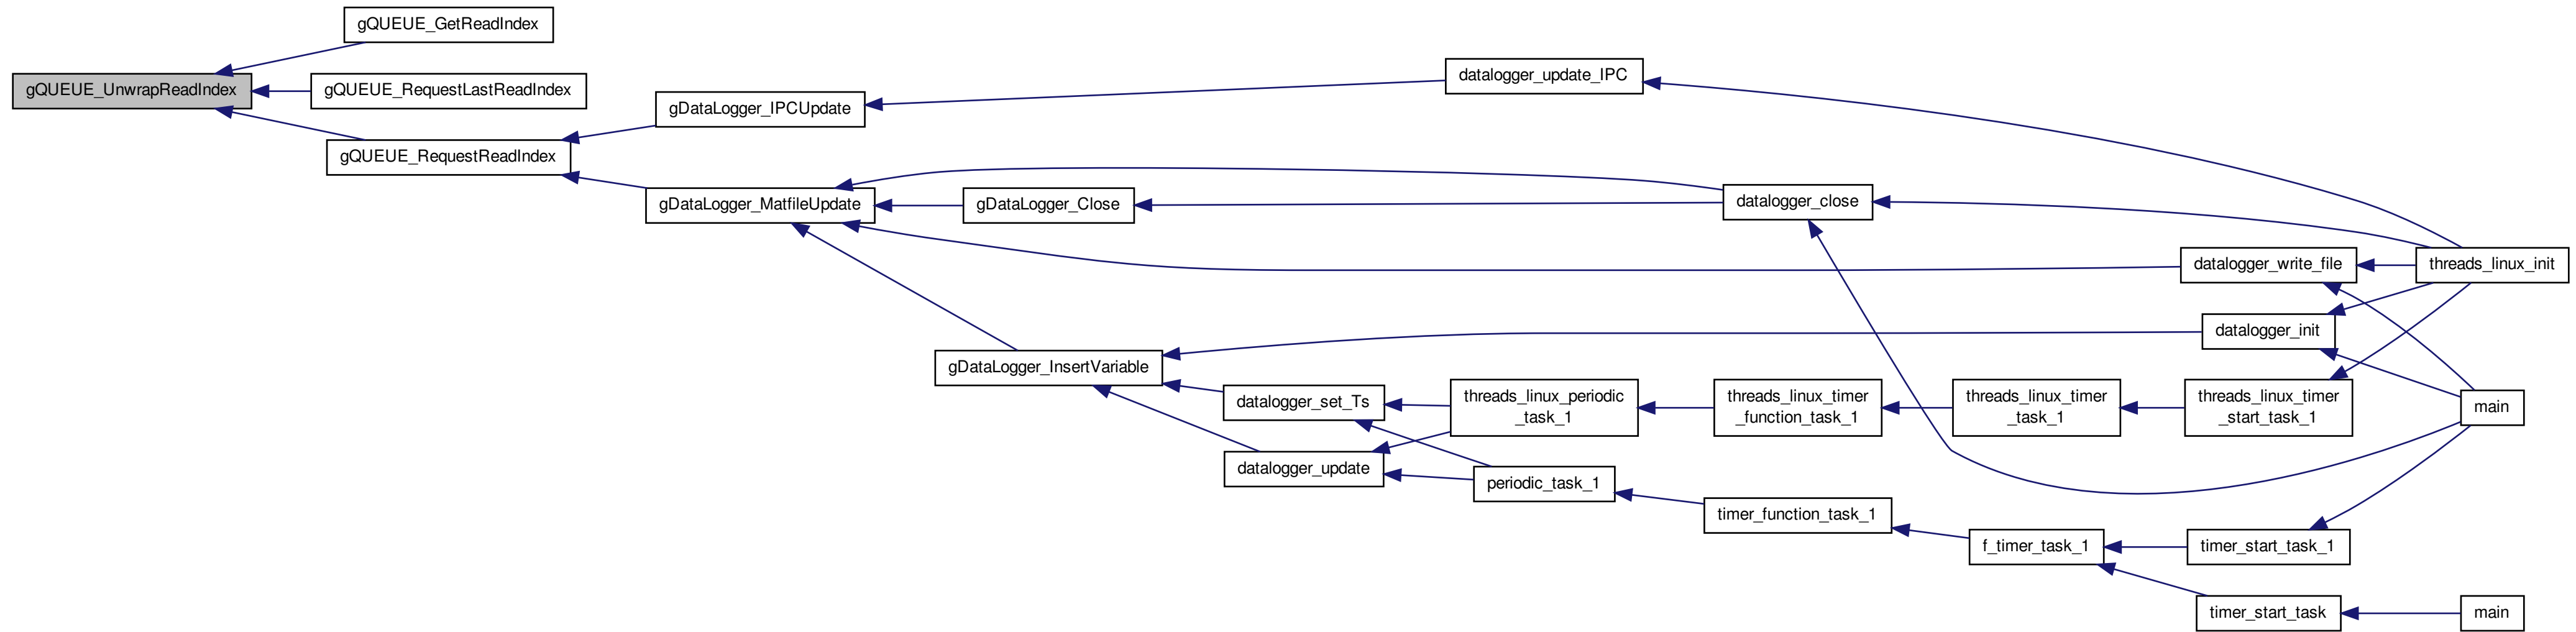 gQUEUE_GetReadIndex
gQUEUE_UnwrapReadIndex
gQUEUE_RequestLastReadIndex
gQUEUE_RequestReadIndex
gDataLogger_IPCUpdate
datalogger_update_IPC
gDataLogger_MatfileUpdate
gDataLogger_Close
datalogger_close
datalogger_write_file
threads_linux_init
datalogger_init
gDataLogger_InsertVariable
datalogger_set_Ts
threads_linux_periodic
_task_1
threads_linux_timer
_function_task_1
threads_linux_timer
_task_1
threads_linux_timer
_start_task_1
main
datalogger_update
periodic_task_1
timer_function_task_1
f_timer_task_1
timer_start_task_1
timer_start_task
main